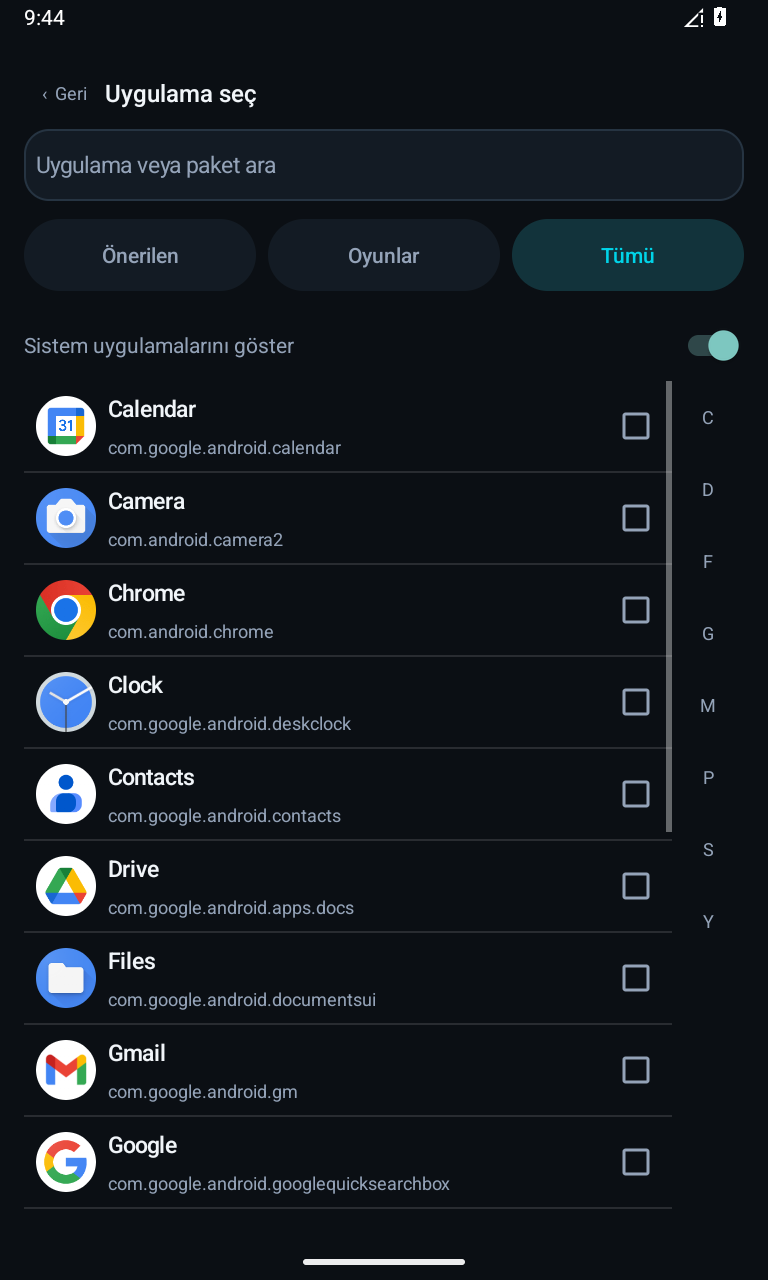 9:44
‹ Geri Uygulama seç
Uygulama veya paket ara
Önerilen Oyunlar Tümü
Sistem uygulamalarını göster
31
Calendar
com.google.android.calendar
Camera
com.android.camera2
Chrome
com.android.chrome
Clock
com.google.android.deskclock
Contacts
com.google.android.contacts
Drive
com.google.android.apps.docs
Files
com.google.android.documentsui
Gmail
com.google.android.gm
Google
com.google.android.googlequicksearchbox
C
D
F
G
M
P
S
Y